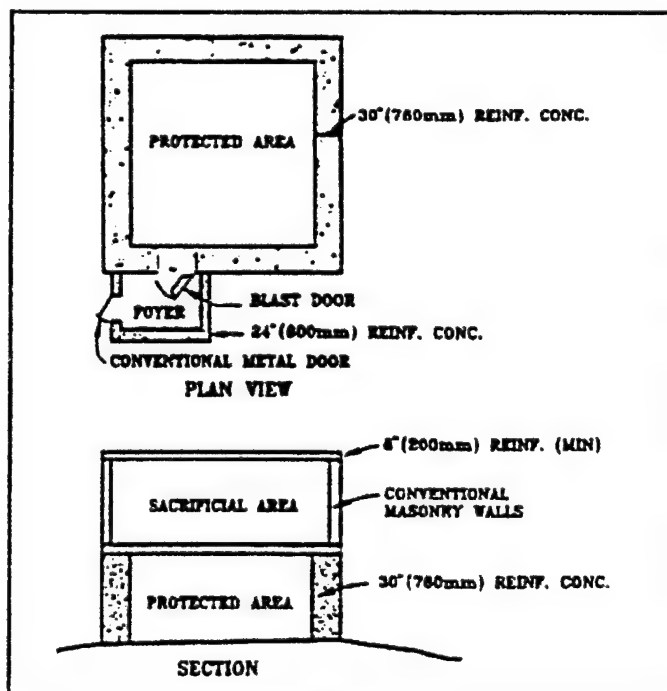 PROTECTED AREA
30"(760mm) REINF. CONC.
BLAST DOOR
FOYER
24"(600mm) REINF. CONC.
CONVENTIONAL METAL DOOR
PLAN VIEW
8"(200mm) REINF. (MIN)
SACRIFICIAL AREA
CONVENTIONAL
MASONRY WALLS
30"(760mm) REINF. CONC.
PROTECTED AREA
SECTION